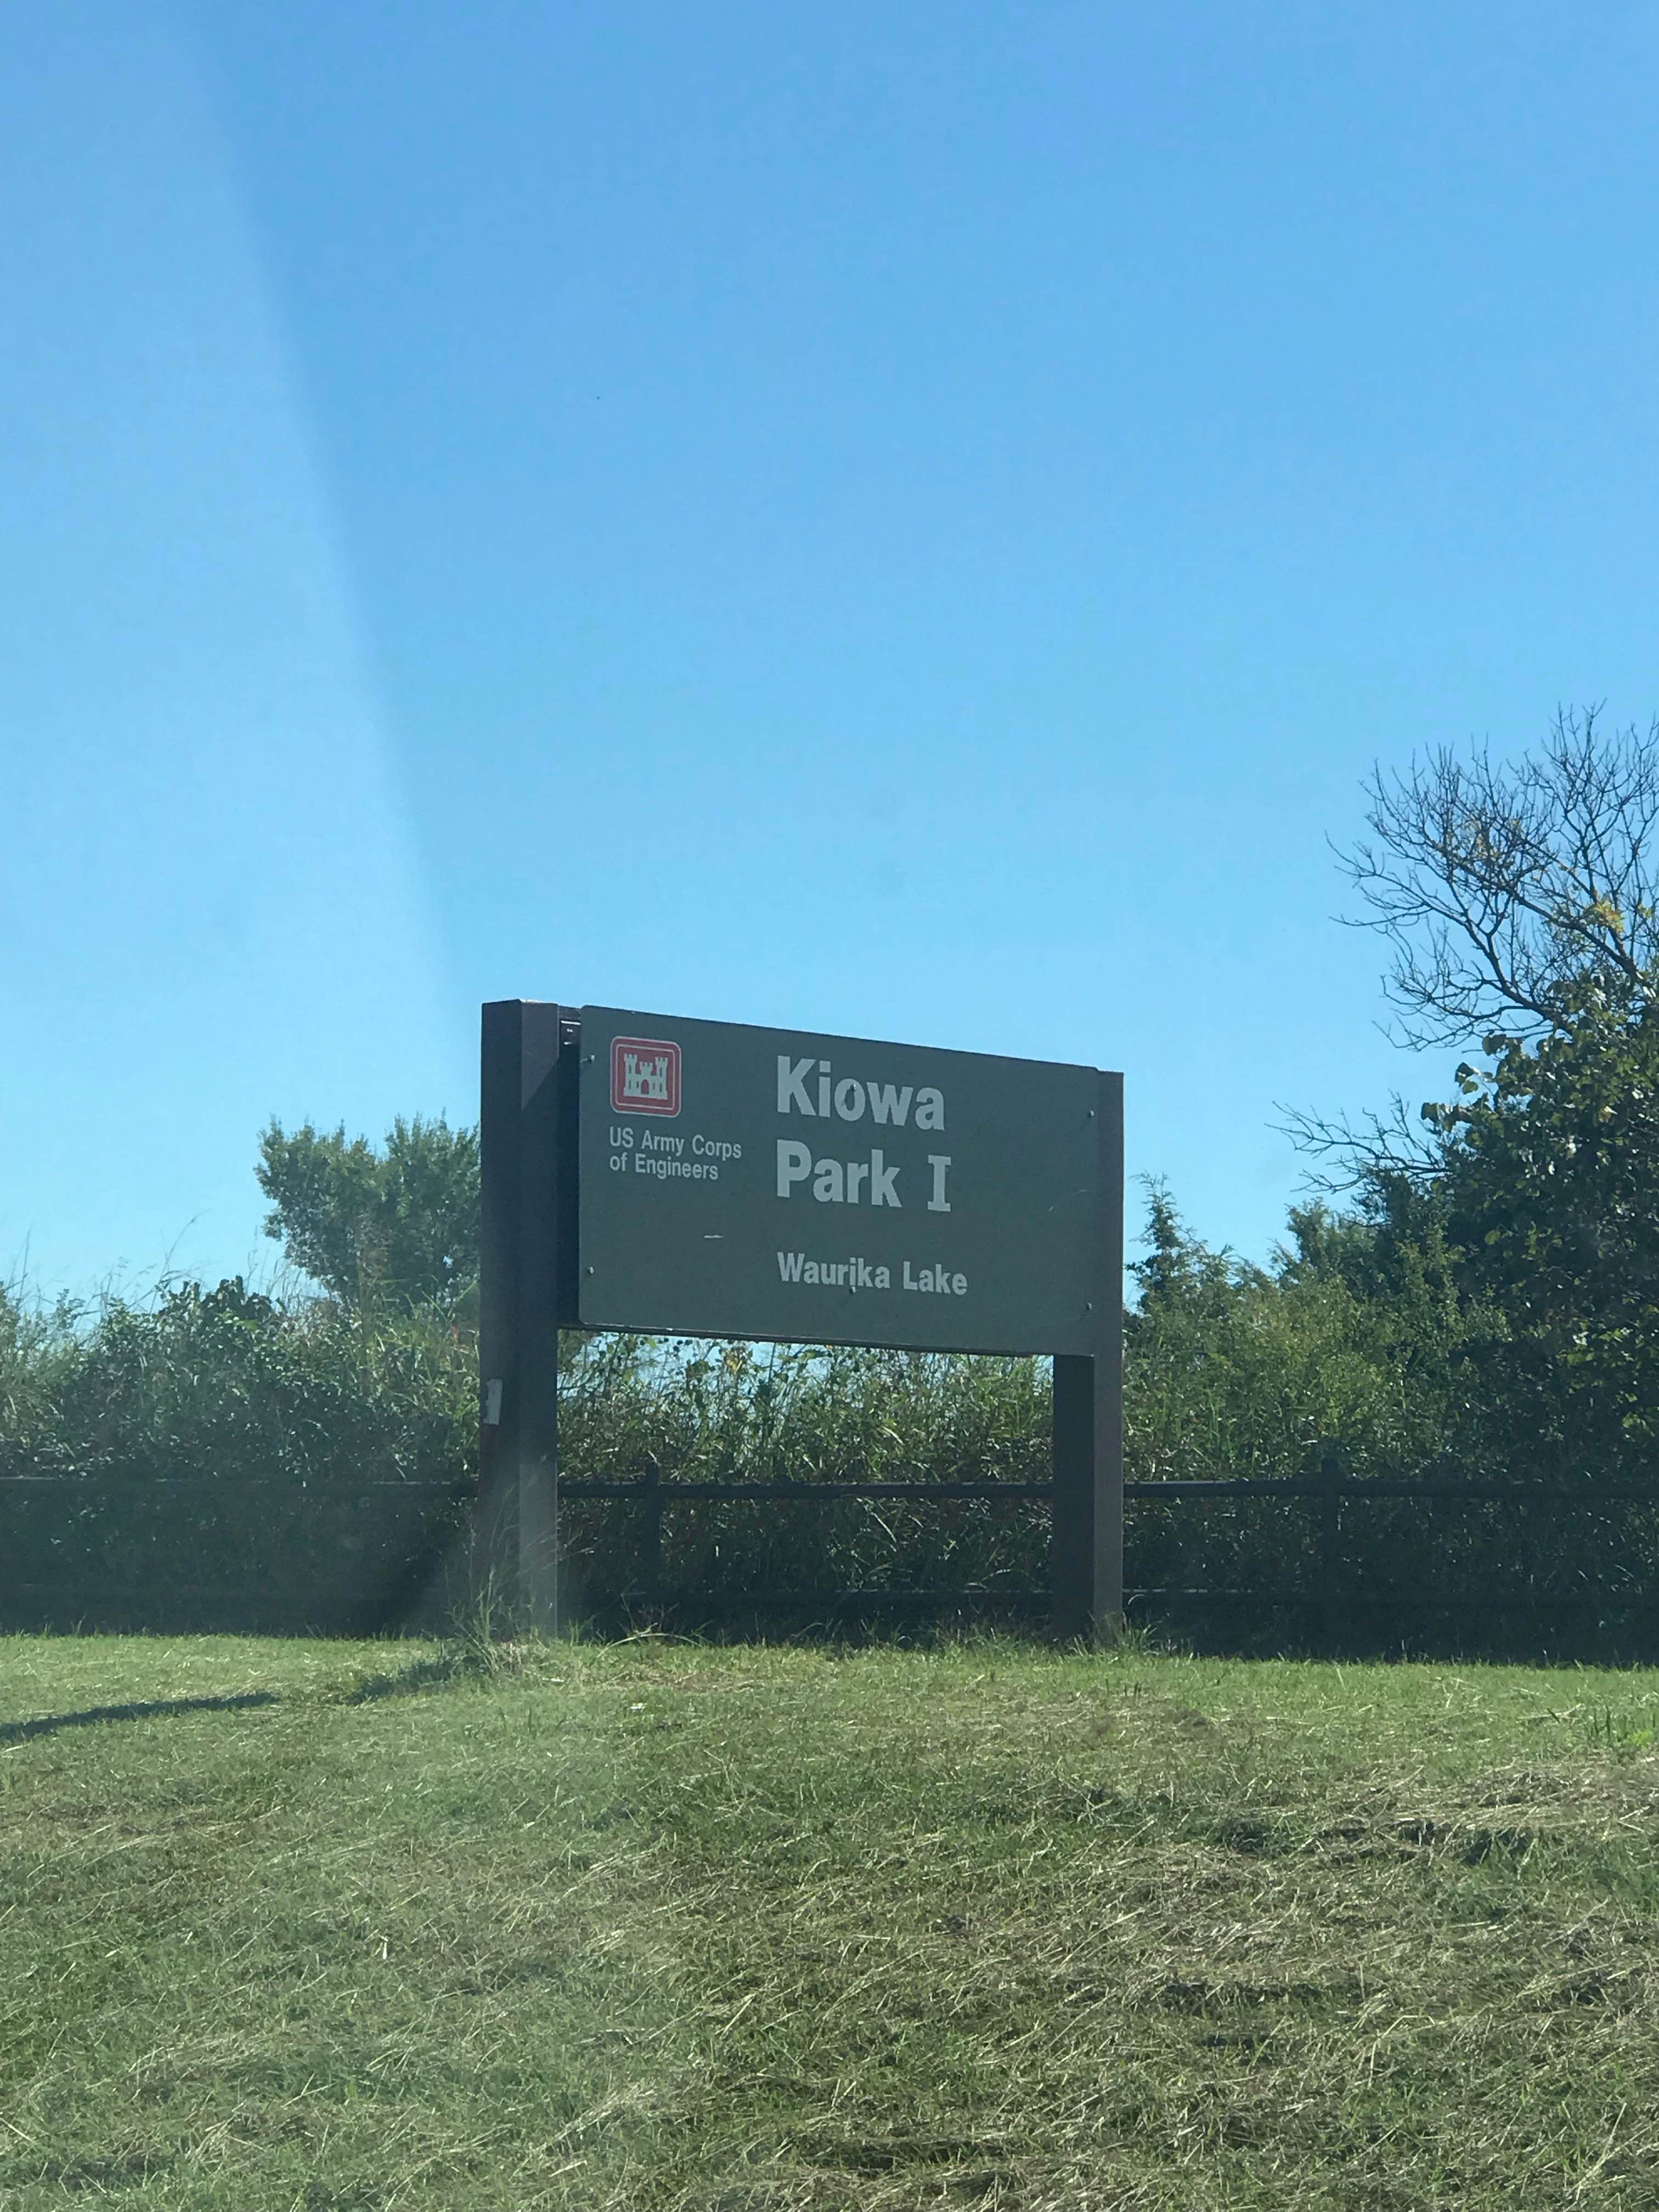 US Army Corps
of Engineers
Kiowa
Park I
Waurika Lake